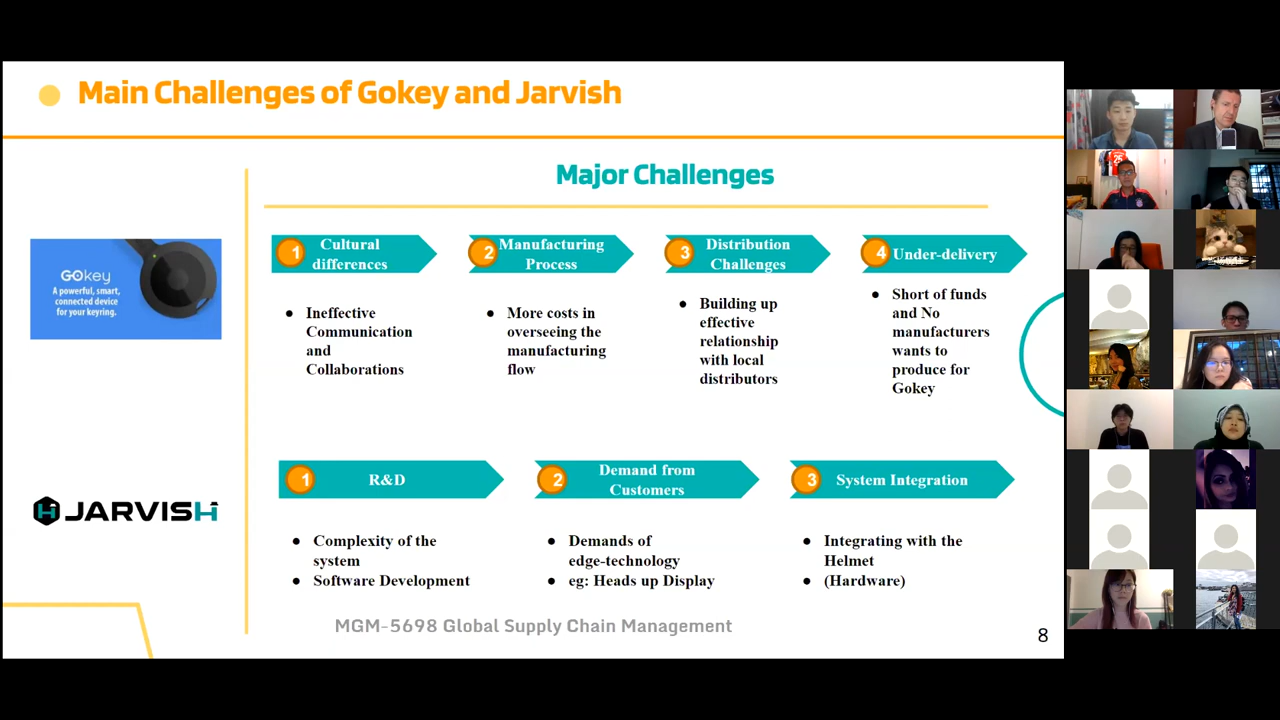 Main Challenges of Gokey and Jarvish
Major Challenges
1 Cultural
differences
2 Manufacturing
Process
3 Distribution
Challenges
4 Under-delivery
● Ineffective
Communication
and
Collaborations
● More costs in
overseeing the
manufacturing
flow
● Building up
effective
relationship
with local
distributors
● Short of funds
and No
manufacturers
wants to
produce for
Gokey
GOkey
A powerful, smart,
connected device
for your keyring.
1 R&D
2 Demand from
Customers
3 System Integration
JARVISH
● Complexity of the
system
● Software Development
● Demands of
edge-technology
● eg: Heads up Display
● Integrating with the
Helmet
● (Hardware)
MGM-5698 Global Supply Chain Management
8